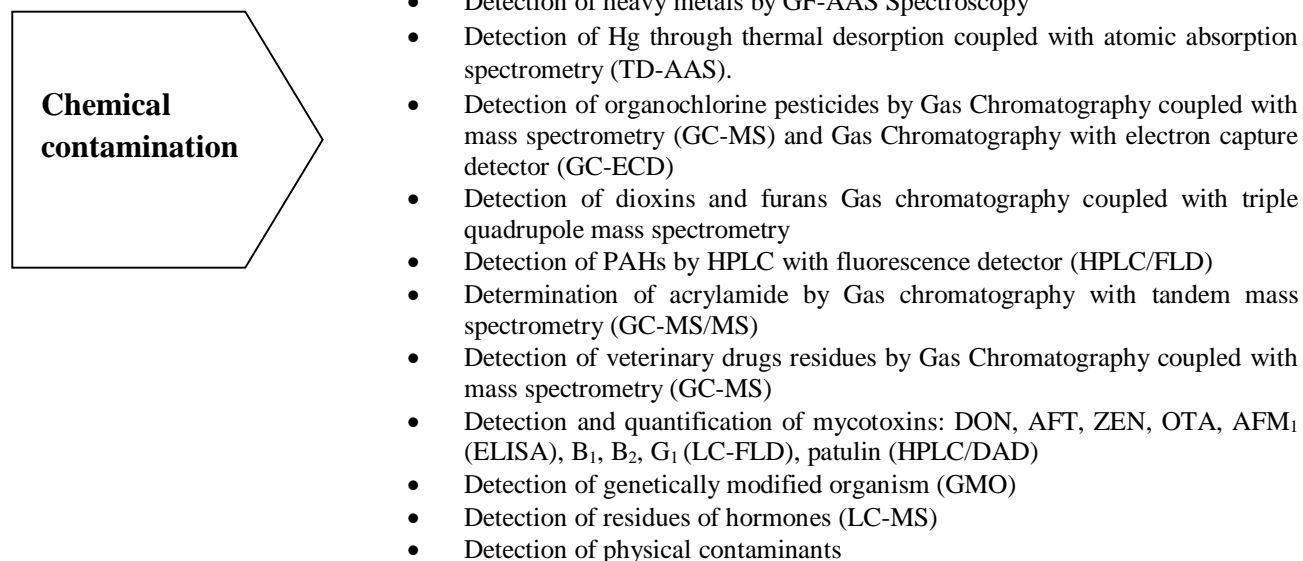 Chemical
contamination
• Detection of heavy metals by GF-AAS Spectroscopy
• Detection of Hg through thermal desorption coupled with atomic absorption
spectrometry (TD-AAS).
• Detection of organochlorine pesticides by Gas Chromatography coupled with
mass spectrometry (GC-MS) and Gas Chromatography with electron capture
detector (GC-ECD)
• Detection of dioxins and furans Gas chromatography coupled with triple
quadrupole mass spectrometry
• Detection of PAHs by HPLC with fluorescence detector (HPLC/FLD)
• Determination of acrylamide by Gas chromatography with tandem mass
spectrometry (GC-MS/MS)
• Detection of veterinary drugs residues by Gas Chromatography coupled with
mass spectrometry (GC-MS)
• Detection and quantification of mycotoxins: DON, AFT, ZEN, OTA, AFM₁
(ELISA), B₁, B₂, G₁ (LC-FLD), patulin (HPLC/DAD)
• Detection of genetically modified organism (GMO)
• Detection of residues of hormones (LC-MS)
• Detection of physical contaminants